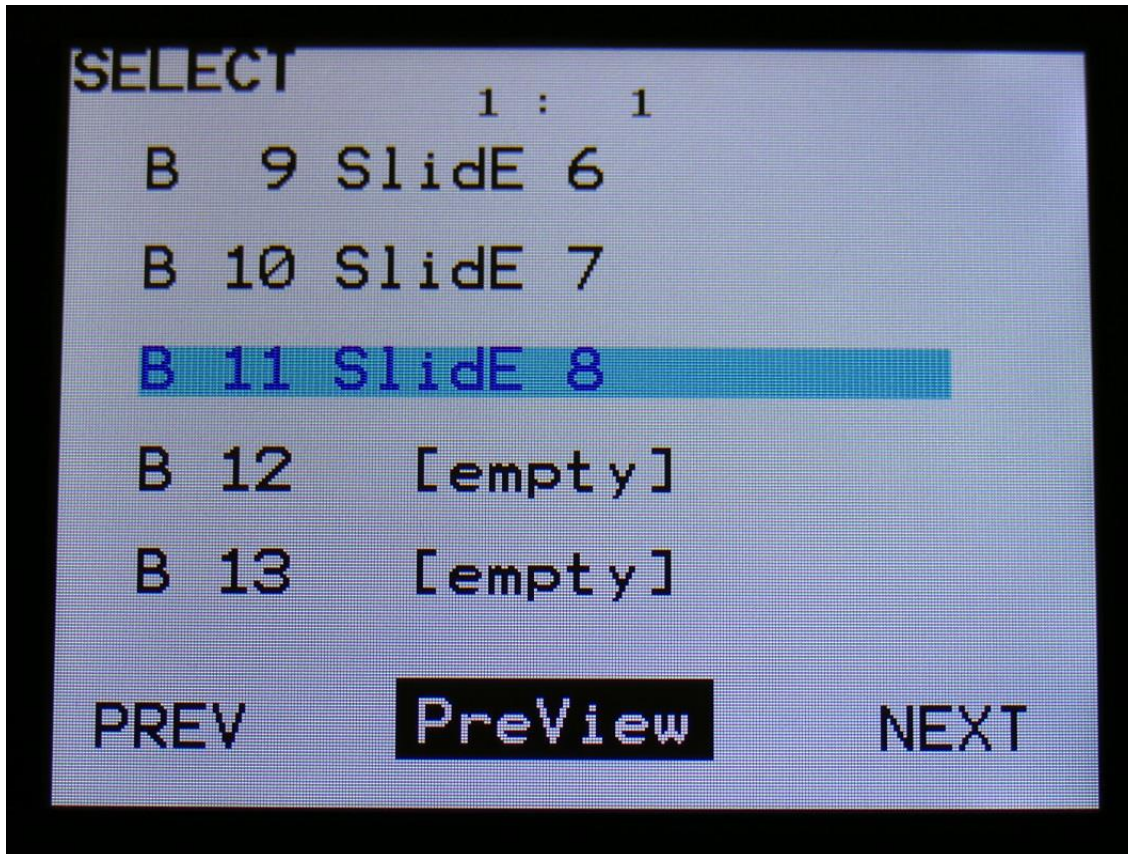 SELECT
1 : 1
B 9 SlidE 6
B 10 SlidE 7
B 11 SlidE 8
B 12 [empty]
B 13 [empty]
PREV PreView NEXT